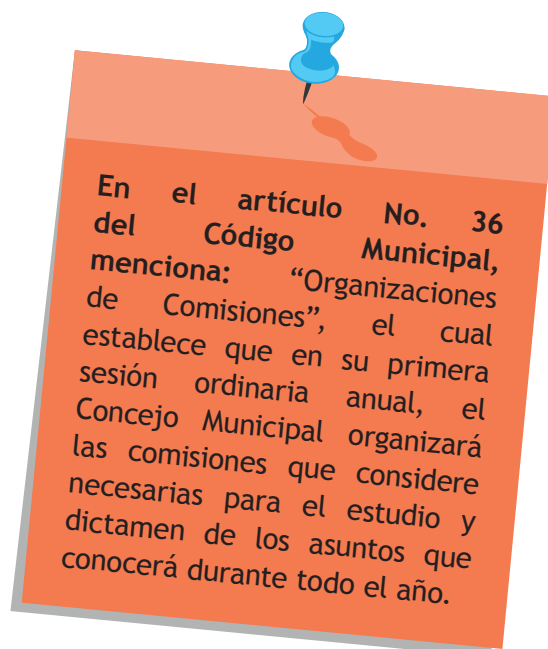 En el artículo No. 36
del Código Municipal,
menciona: “Organizaciones
de Comisiones”, el cual
establece que en su primera
sesión ordinaria anual, el
Concejo Municipal organizará
las comisiones que considere
necesarias para el estudio y
dictamen de los asuntos que
conocerá durante todo el año.